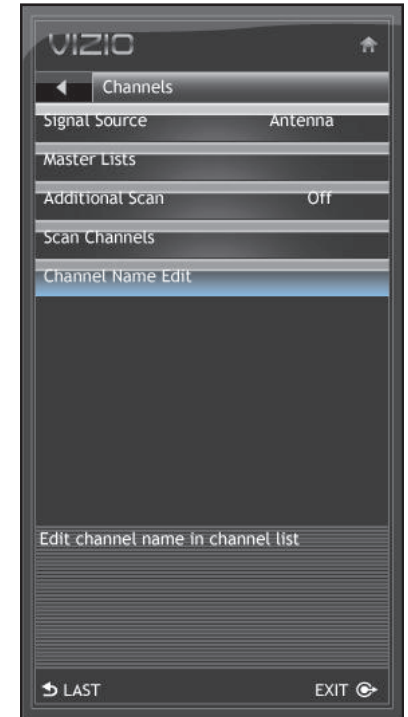 VIZIO
Channels
Signal Source Antenna
Master Lists
Additional Scan Off
Scan Channels
Channel Name Edit
Edit channel name in channel list
LAST EXIT